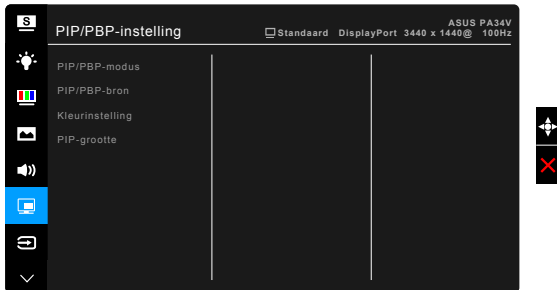 S
ASUS PA34V
PIP/PBP-instelling
Standaard DisplayPort 3440 x 1440@ 100Hz
PIP/PBP-modus
PIP/PBP-bron
Kleurinstelling
PIP-grootte